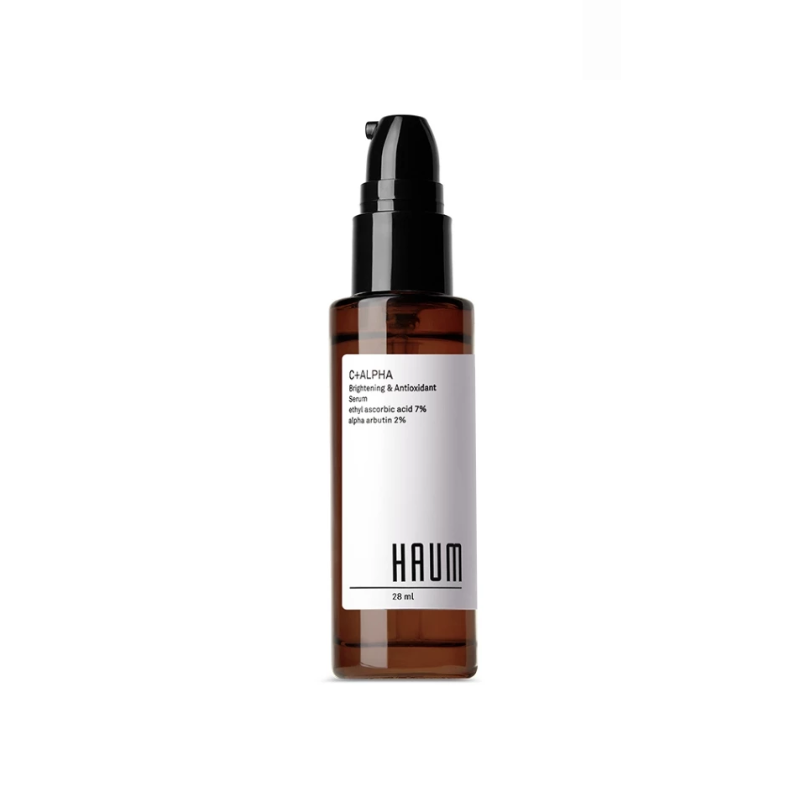 C+ALPHA
Brightening & Antioxidant
Serum
ethyl ascorbic acid 7%
alpha arbutin 2%
HAUM
28 ml